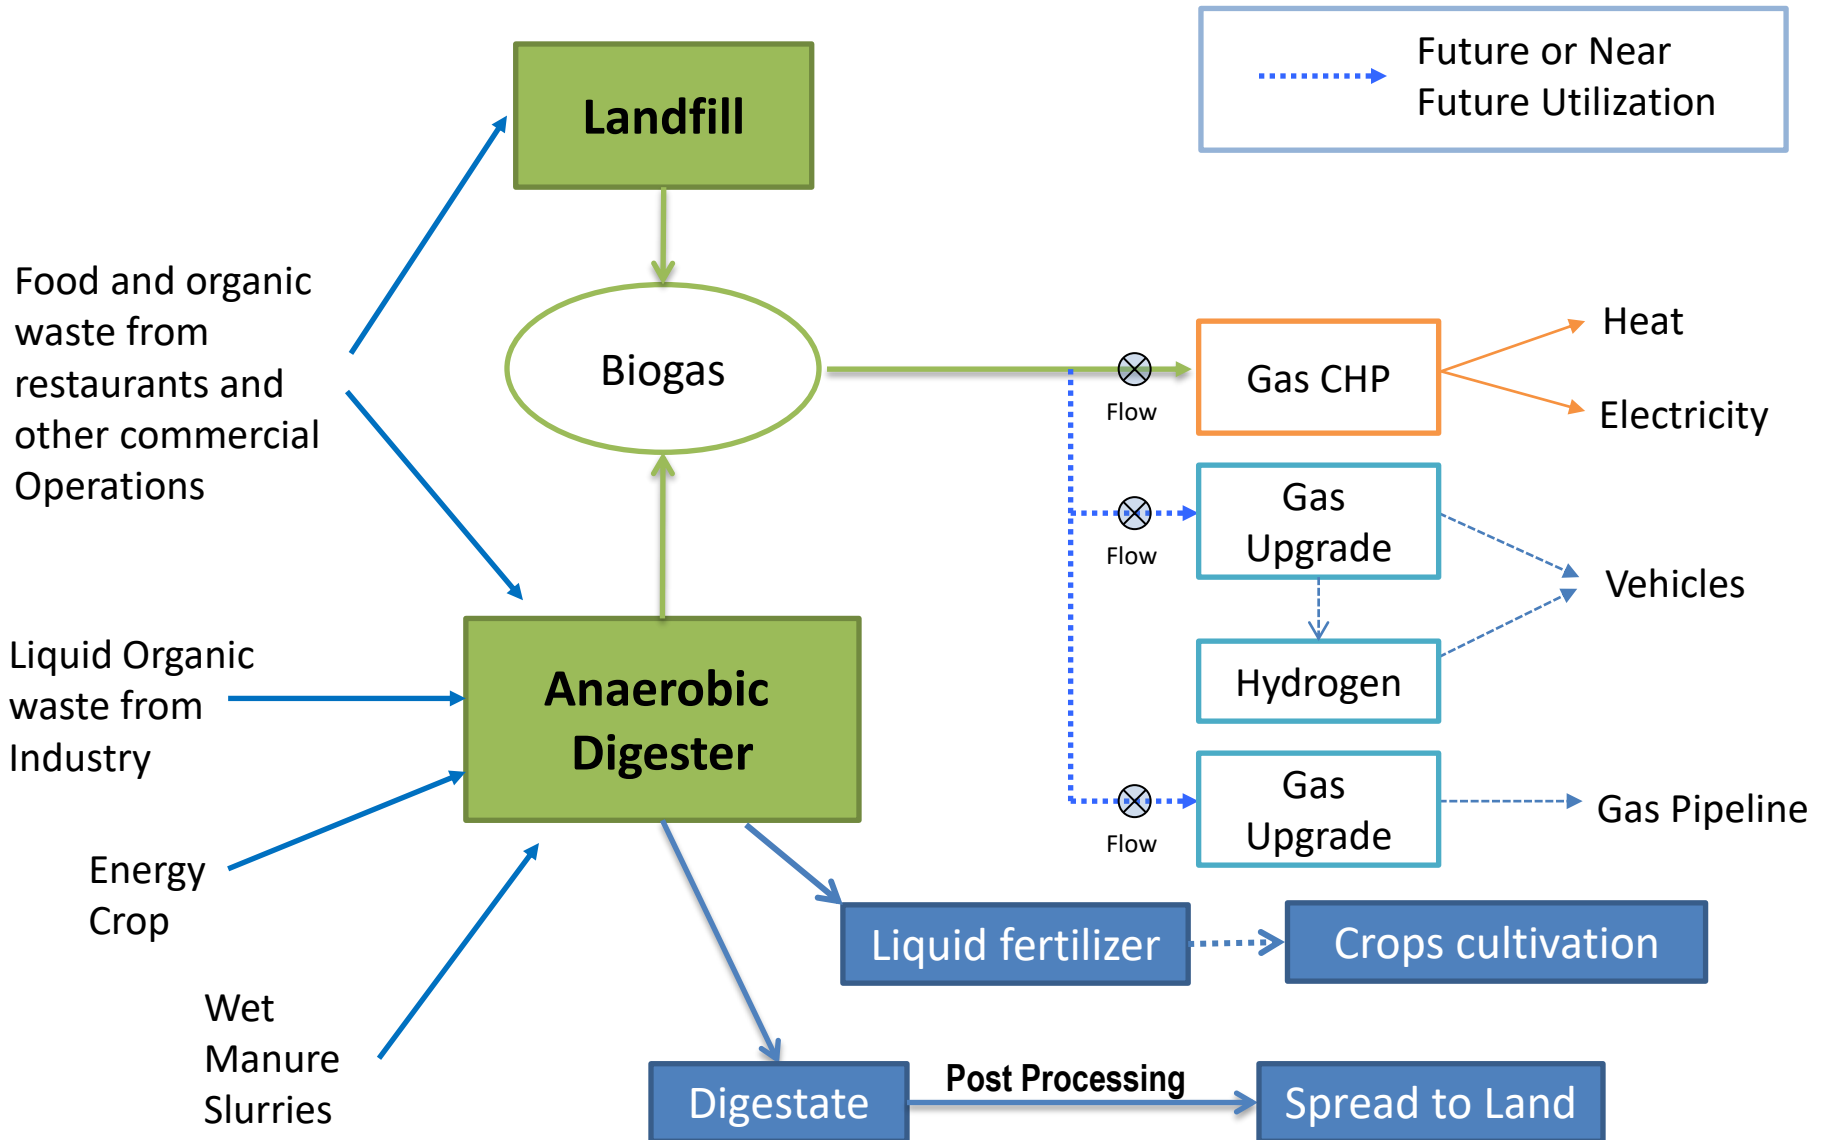 Landfill
Future or Near
Future Utilization
Food and organic
waste from
restaurants and
other commercial
Operations
Biogas
Flow
Gas CHP
Heat
Electricity
Flow
Gas
Upgrade
Vehicles
Hydrogen
Liquid Organic
waste from
Industry
Anaerobic
Digester
Flow
Gas
Upgrade
Gas Pipeline
Energy
Crop
Liquid fertilizer
Crops cultivation
Wet
Manure
Slurries
Digestate
Post Processing
Spread to Land